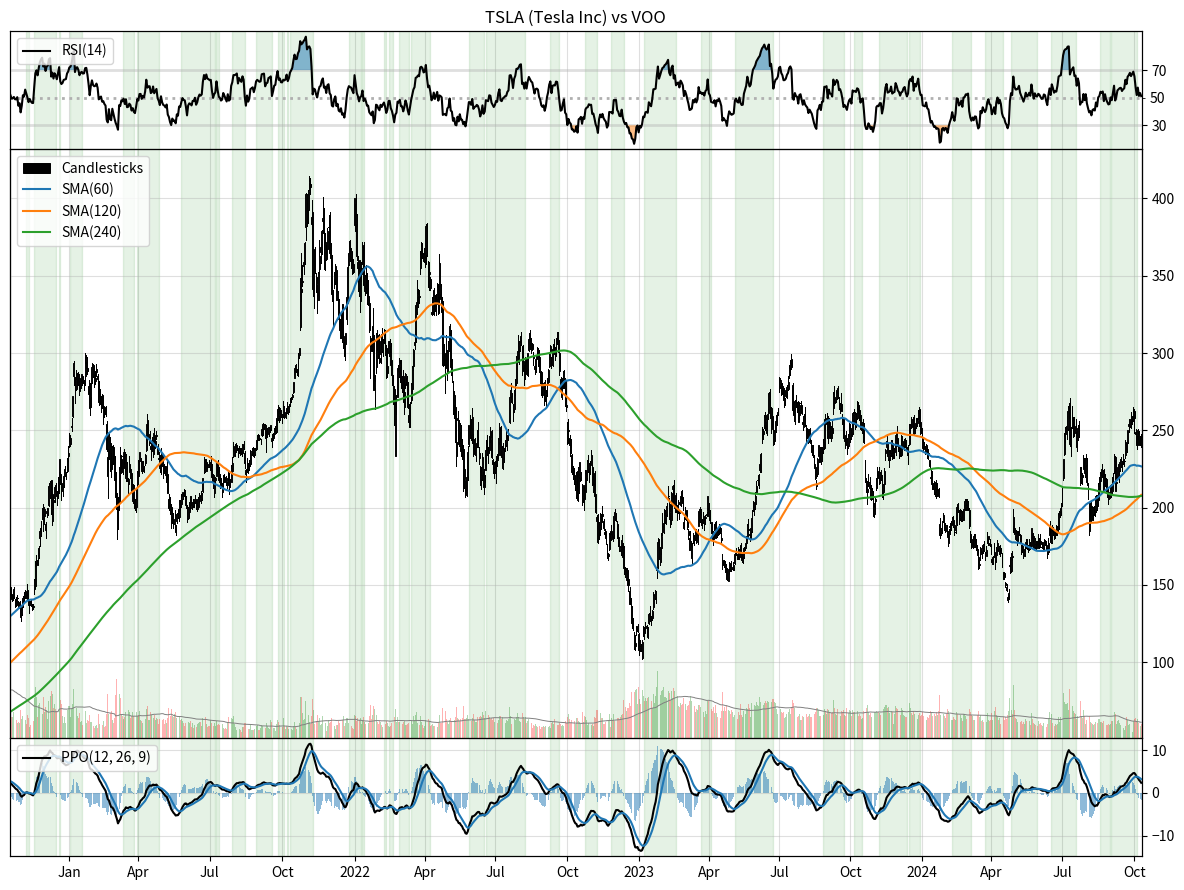 TSLA (Tesla Inc) vs VOO
RSI(14)
70
50
30
Candlesticks
SMA(60)
SMA(120)
SMA(240)
400
350
300
250
200
150
100
PPO(12, 26, 9)
10
0
−10
Jan Apr Jul Oct 2022 Apr Jul Oct 2023 Apr Jul Oct 2024 Apr Jul Oct